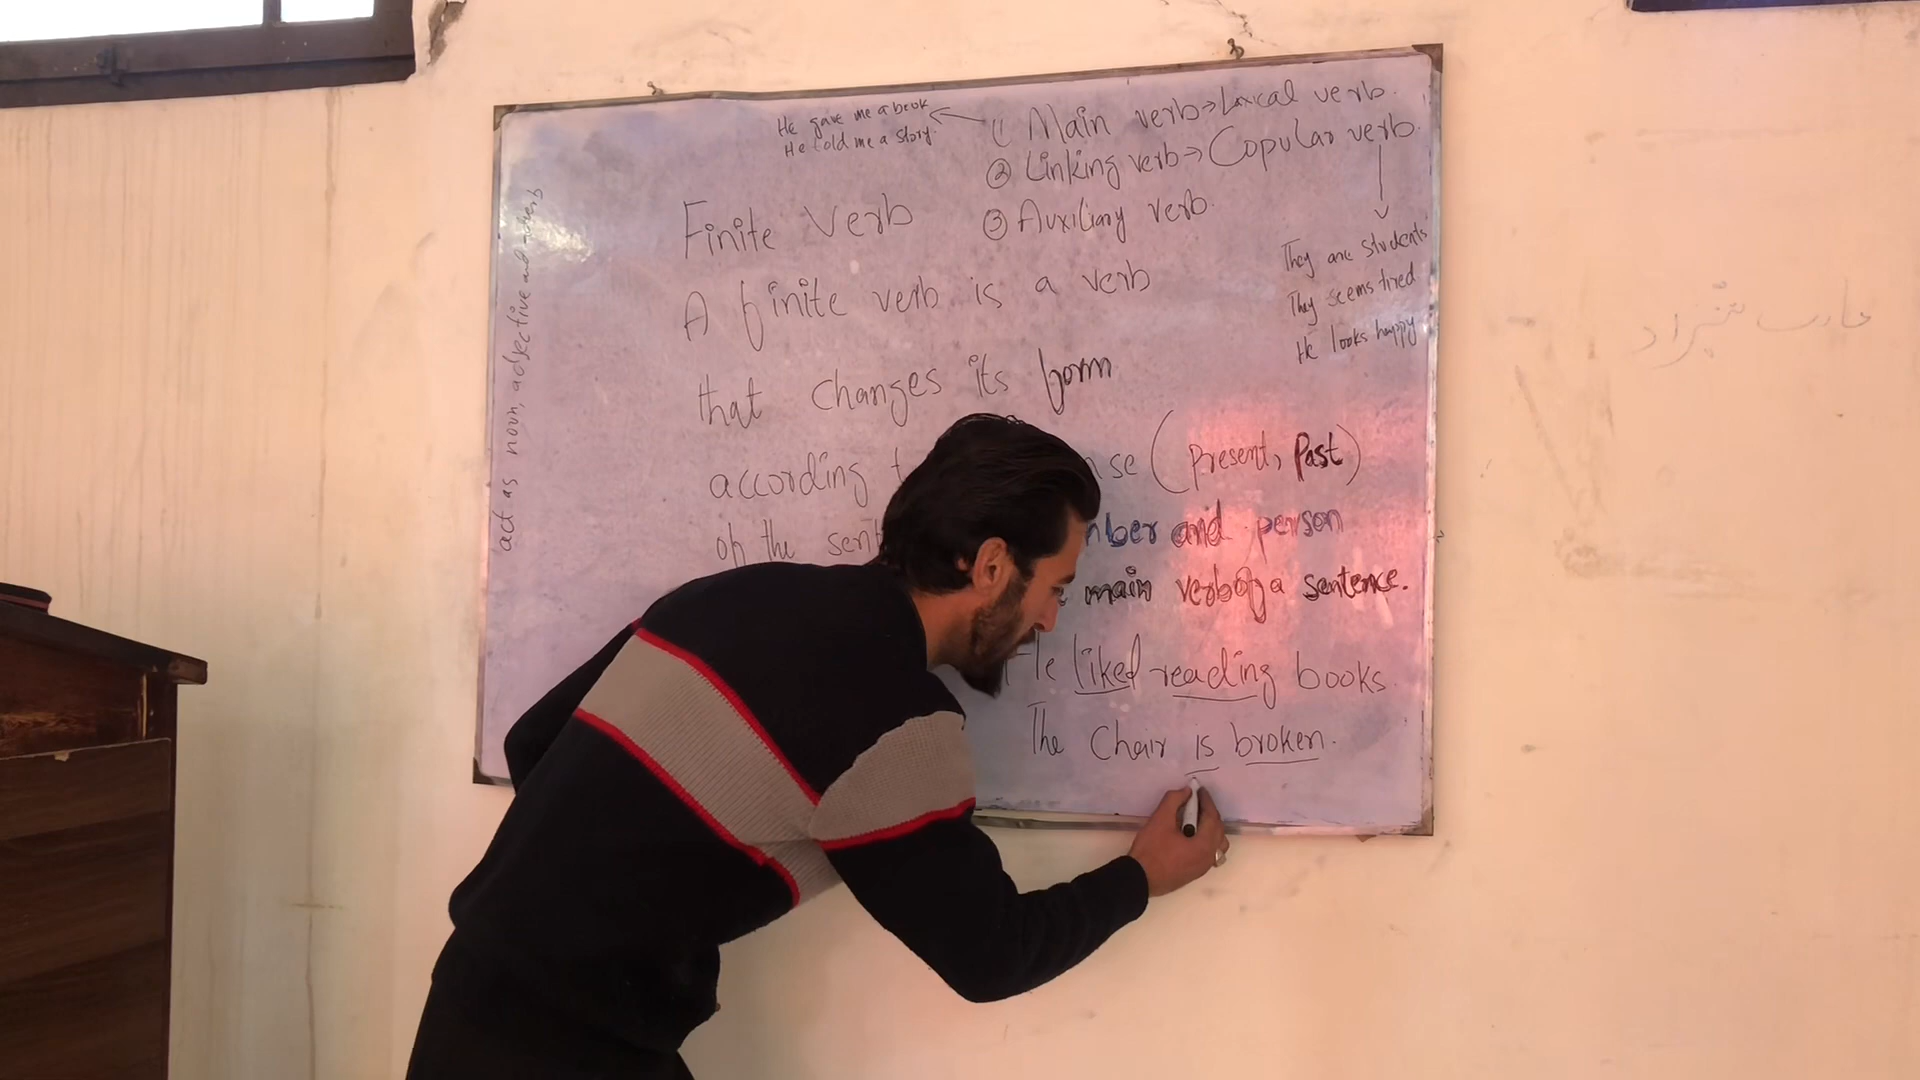 He gave me a book
He told me a story.
① Main verb → Lexical verb.
② Linking verb → Copular verb.
③ Auxiliary verb.
They are students
They seems tired
He looks happy
act as noun, adjective and adverb
Finite Verb
A finite verb is a verb
that changes its form
according (Present, Past)
of the and person
main verb of a sentence.
He liked reading books.
The Chair is broken.